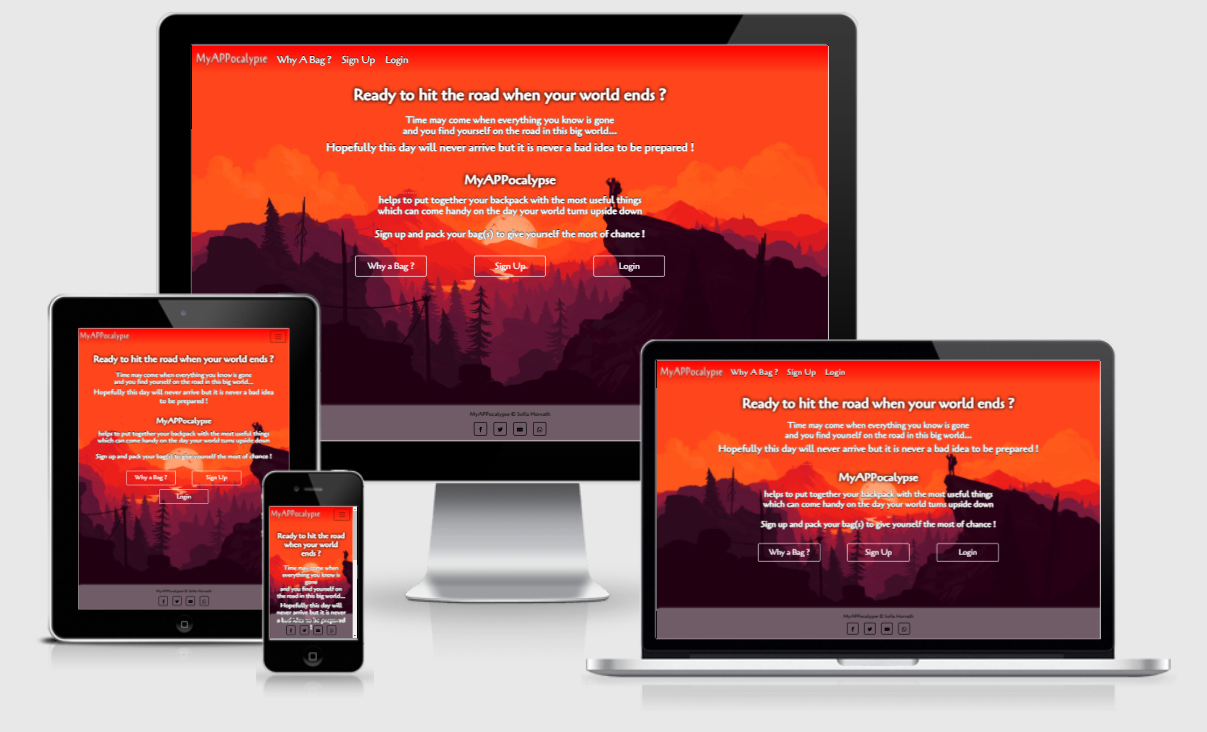 MyAPPocalypse Why A Bag ? Sign Up Login
Ready to hit the road when your world ends ?
Time may come when everything you know is gone
and you find yourself on the road in this big world....
Hopefully this day will never arrive but it is never a bad idea to be prepared !
MyAPPocalypse
helps to put together your backpack with the most useful things
which can come handy on the day your world turns upside down
Sign up and pack your bag(s) to give yourself the most of chance !
Why a Bag ? Sign Up Login
MyAPPocalypse © Sofia Horvath
MyAPPocalypse
Ready to hit the road when your world ends ?
Time may come when everything you know is gone
and you find yourself on the road in this big world....
Hopefully this day will never arrive but it is never a bad idea
to be prepared !
MyAPPocalypse
helps to put together your backpack with the most useful things
which can come handy on the day your world turns upside down
Sign up and pack your bag(s) to give yourself the most of chance !
Why a Bag ? Sign Up
Login
MyAPPocalypse © Sofia Horvath
MyAPPocalypse
Ready to hit the road
when your world
ends ?
Time may come when
everything you know is
gone
and you find yourself on
the road in this big world....
Hopefully this day will
never arrive but it is never
a bad idea to be prepared
!
MyAPPocalypse Why A Bag ? Sign Up Login
Ready to hit the road when your world ends ?
Time may come when everything you know is gone
and you find yourself on the road in this big world....
Hopefully this day will never arrive but it is never a bad idea to be prepared !
MyAPPocalypse
helps to put together your backpack with the most useful things
which can come handy on the day your world turns upside down
Sign up and pack your bag(s) to give yourself the most of chance !
Why a Bag ? Sign Up Login
MyAPPocalypse © Sofia Horvath